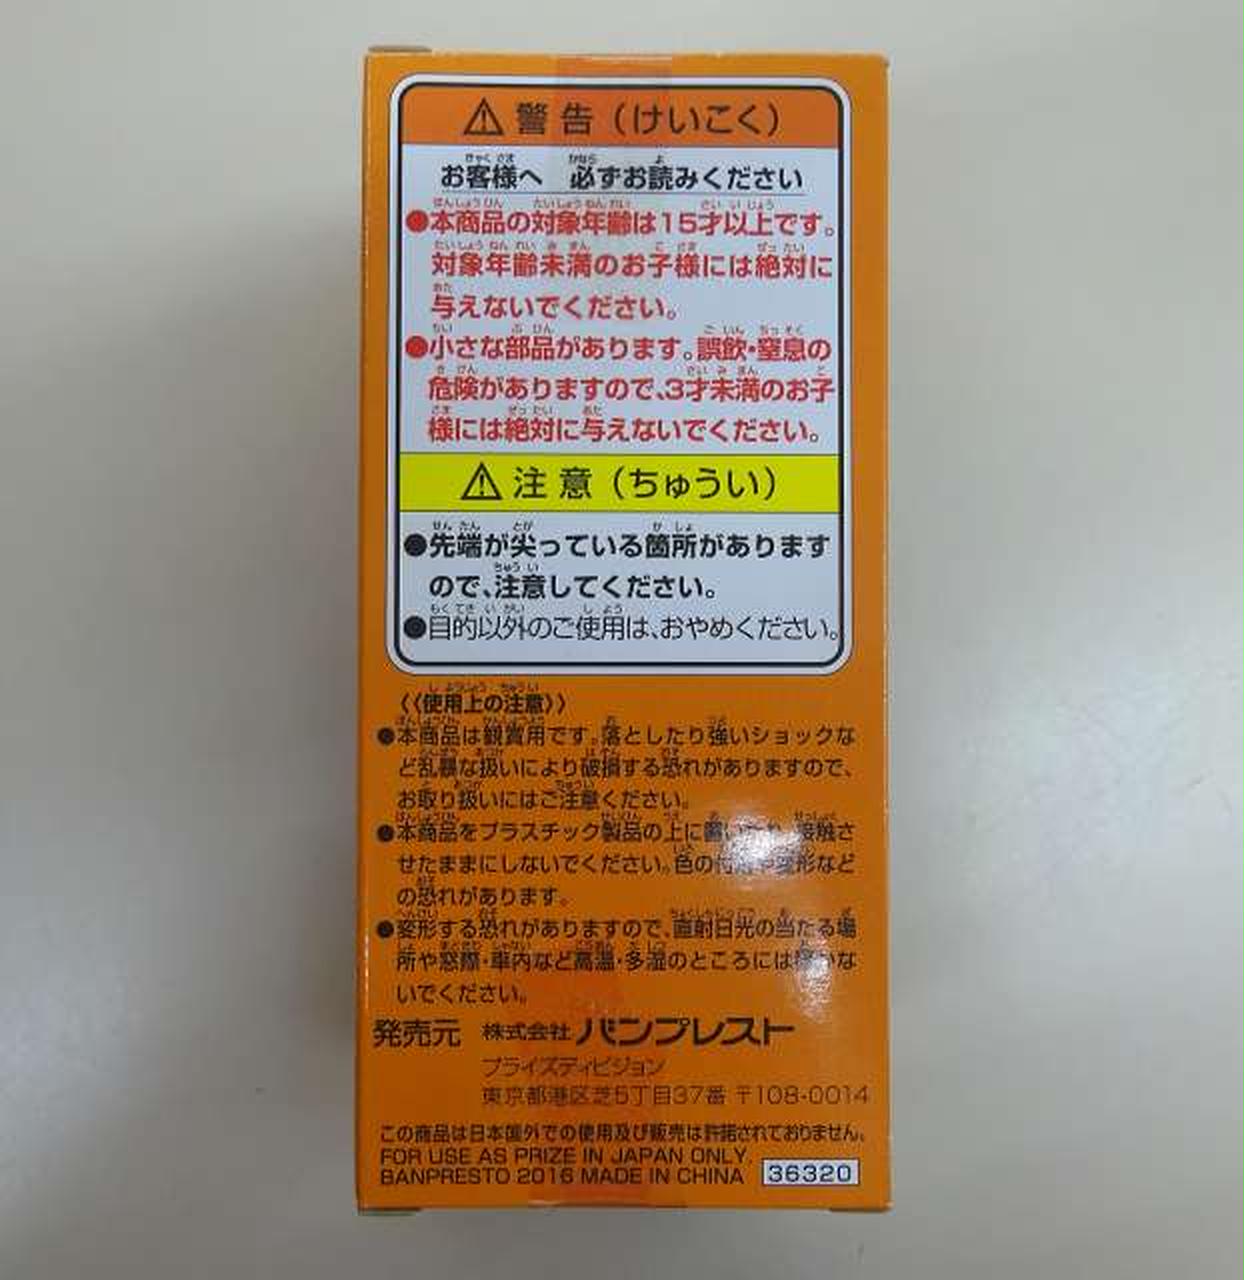 ⚠警告（けいこく）
お客様へ　必ずお読みください
●本商品の対象年齢は15才以上です。
対象年齢未満のお子様には絶対に
与えないでください。
●小さな部品があります。誤飲・窒息の
危険がありますので、3才未満のお子
様には絶対に与えないでください。
⚠注意（ちゅうい）
●先端が尖っている箇所があります
ので、注意してください。
●目的以外のご使用は、おやめください。
《使用上の注意》
●本商品は観賞用です。落としたり強いショックな
ど乱暴な扱いにより破損する恐れがありますので、
お取り扱いにはご注意ください。
●本商品をプラスチック製品の上に置いたり、接触さ
せたままにしないでください。色の付着や変形など
の恐れがあります。
●変形する恐れがありますので、直射日光の当たる場
所や窓際・車内など高温・多湿のところには置かな
いでください。
発売元　株式会社バンプレスト
プライズディビジョン
東京都港区芝5丁目37番 〒108-0014
この商品は日本国外での使用及び販売は許諾されておりません。
FOR USE AS PRIZE IN JAPAN ONLY.
BANPRESTO 2016 MADE IN CHINA 36320